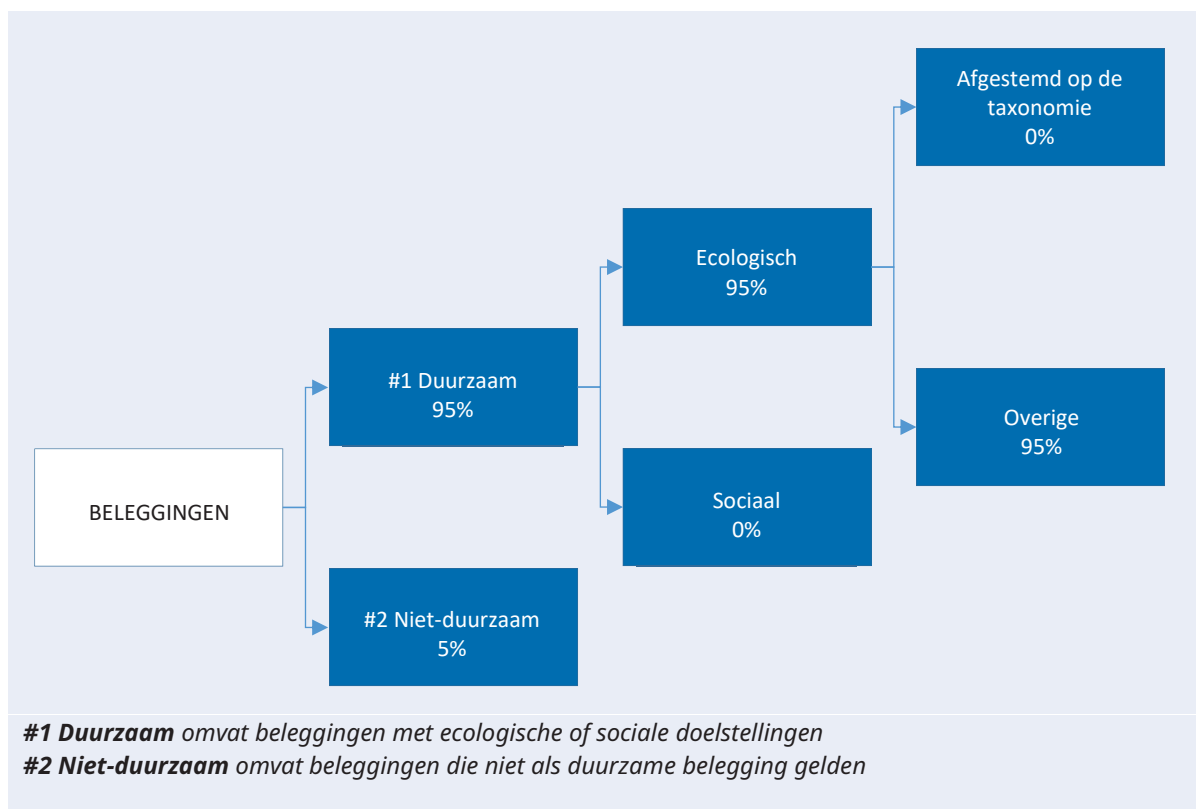 Afgestemd op de
taxonomie
0%
Ecologisch
95%
#1 Duurzaam
95%
Overige
95%
BELEGGINGEN
Sociaal
0%
#2 Niet-duurzaam
5%
#1 Duurzaam omvat beleggingen met ecologische of sociale doelstellingen
#2 Niet-duurzaam omvat beleggingen die niet als duurzame belegging gelden